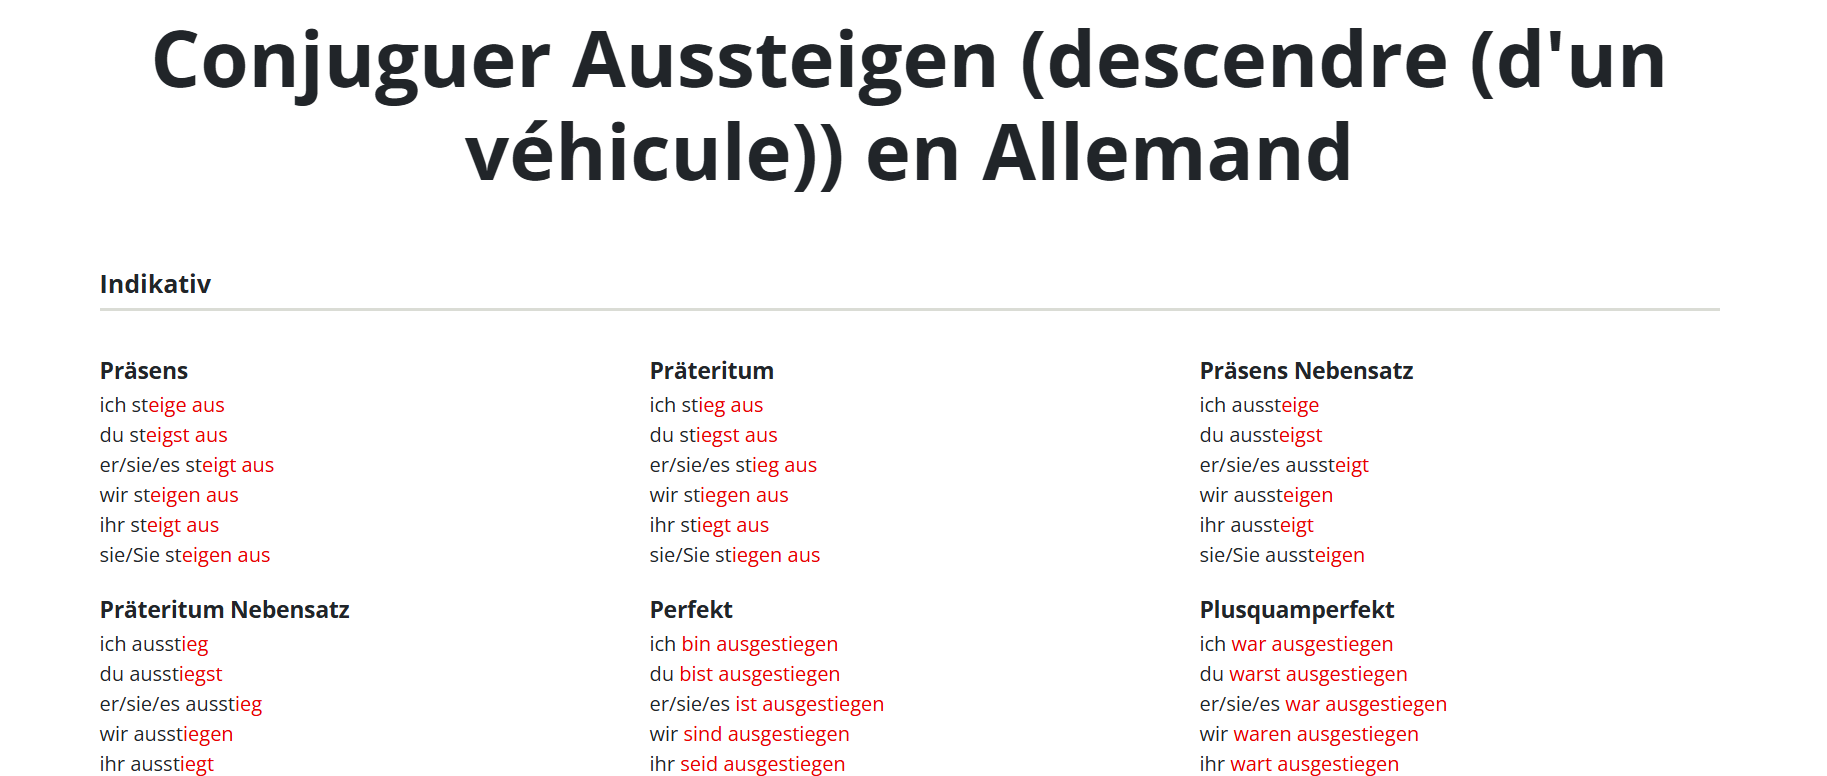 Conjuguer Aussteigen (descendre (d'un
véhicule)) en Allemand
Indikativ
Präsens
ich steige aus
du steigst aus
er/sie/es steigt aus
wir steigen aus
ihr steigt aus
sie/Sie steigen aus
Präteritum
ich stieg aus
du stiegst aus
er/sie/es stieg aus
wir stiegen aus
ihr stiegt aus
sie/Sie stiegen aus
Präsens Nebensatz
ich aussteige
du aussteigst
er/sie/es aussteigt
wir aussteigen
ihr aussteigt
sie/Sie aussteigen
Präteritum Nebensatz
ich ausstieg
du ausstiegst
er/sie/es ausstieg
wir ausstiegen
ihr ausstiegt
Perfekt
ich bin ausgestiegen
du bist ausgestiegen
er/sie/es ist ausgestiegen
wir sind ausgestiegen
ihr seid ausgestiegen
Plusquamperfekt
ich war ausgestiegen
du warst ausgestiegen
er/sie/es war ausgestiegen
wir waren ausgestiegen
ihr wart ausgestiegen